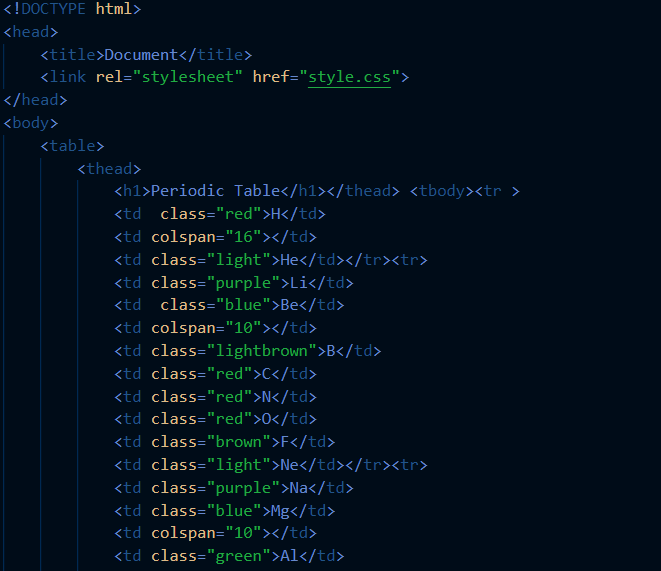 <!DOCTYPE html>
<head>
    <title>Document</title>
    <link rel="stylesheet" href="style.css">
</head>
<body>
    <table>
        <thead>
            <h1>Periodic Table</h1></thead> <tbody><tr >
            <td  class="red">H</td>
            <td colspan="16"></td>
            <td class="light">He</td></tr><tr>
            <td class="purple">Li</td>
            <td  class="blue">Be</td>
            <td colspan="10"></td>
            <td class="lightbrown">B</td>
            <td class="red">C</td>
            <td class="red">N</td>
            <td class="red">O</td>
            <td class="brown">F</td>
            <td class="light">Ne</td></tr><tr>
            <td class="purple">Na</td>
            <td class="blue">Mg</td>
            <td colspan="10"></td>
            <td class="green">Al</td>